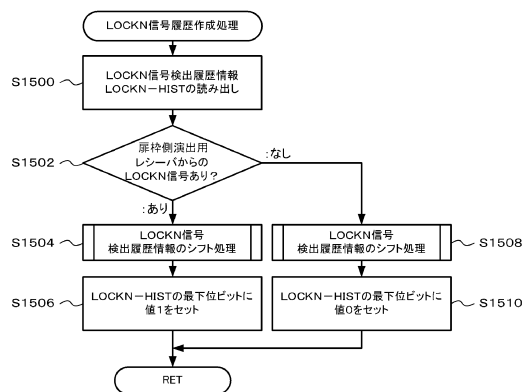 LOCKN信号履歴作成処理
S1500
LOCKN信号検出履歴情報
LOCKN-HISTの読み出し
S1502
扉枠側演出用
レシーバからの
LOCKN信号あり?
:なし
:あり
S1504
LOCKN信号
検出履歴情報のシフト処理
LOCKN信号
検出履歴情報のシフト処理
S1508
S1506
LOCKN-HISTの最下位ビットに
値1をセット
LOCKN-HISTの最下位ビットに
値0をセット
S1510
RET